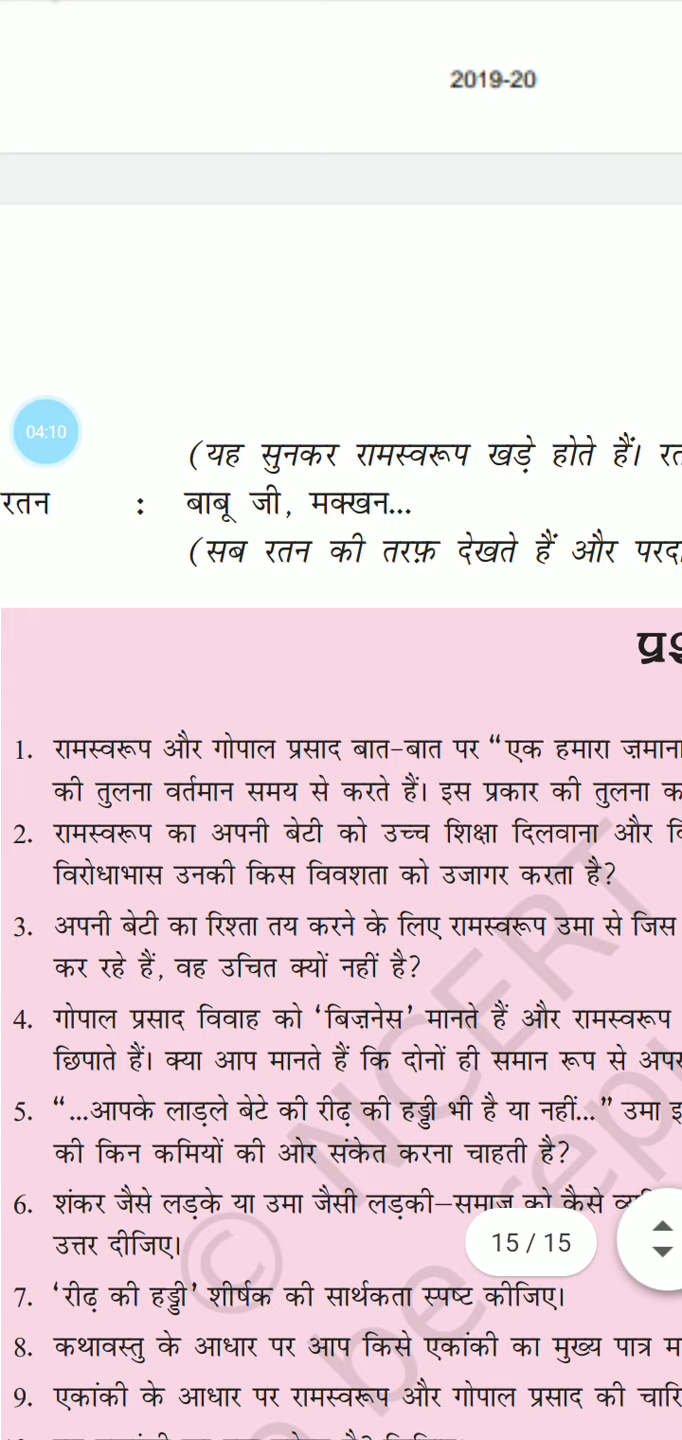 2019-20
04:10
(यह सुनकर रामस्वरूप खड़े होते हैं।
रतन : बाबू जी, मक्खन...
(सब रतन की तरफ़ देखते हैं और
1. रामस्वरूप और गोपाल प्रसाद बात-बात पर “एक हमारा ज़माना
की तुलना वर्तमान समय से करते हैं। इस प्रकार की तुलना
2. रामस्वरूप का अपनी बेटी को उच्च शिक्षा दिलवाना और
विरोधाभास उनकी किस विवशता को उजागर करता है?
3. अपनी बेटी का रिश्ता तय करने के लिए रामस्वरूप उमा से जिस
कर रहे हैं, वह उचित क्यों नहीं है?
4. गोपाल प्रसाद विवाह को ‘बिज़नेस’ मानते हैं और रामस्वरूप
छिपाते हैं। क्या आप मानते हैं कि दोनों ही समान रूप से
5. “...आपके लाड़ले बेटे की रीढ़ की हड्डी भी है या नहीं...” उमा
की किन कमियों की ओर संकेत करना चाहती है?
6. शंकर जैसे लड़के या उमा जैसी लड़की–समाज को कैसे
उत्तर दीजिए।
15 / 15
7. ‘रीढ़ की हड्डी’ शीर्षक की सार्थकता स्पष्ट कीजिए।
8. कथावस्तु के आधार पर आप किसे एकांकी का मुख्य पात्र
9. एकांकी के आधार पर रामस्वरूप और गोपाल प्रसाद की
© NCERT
be